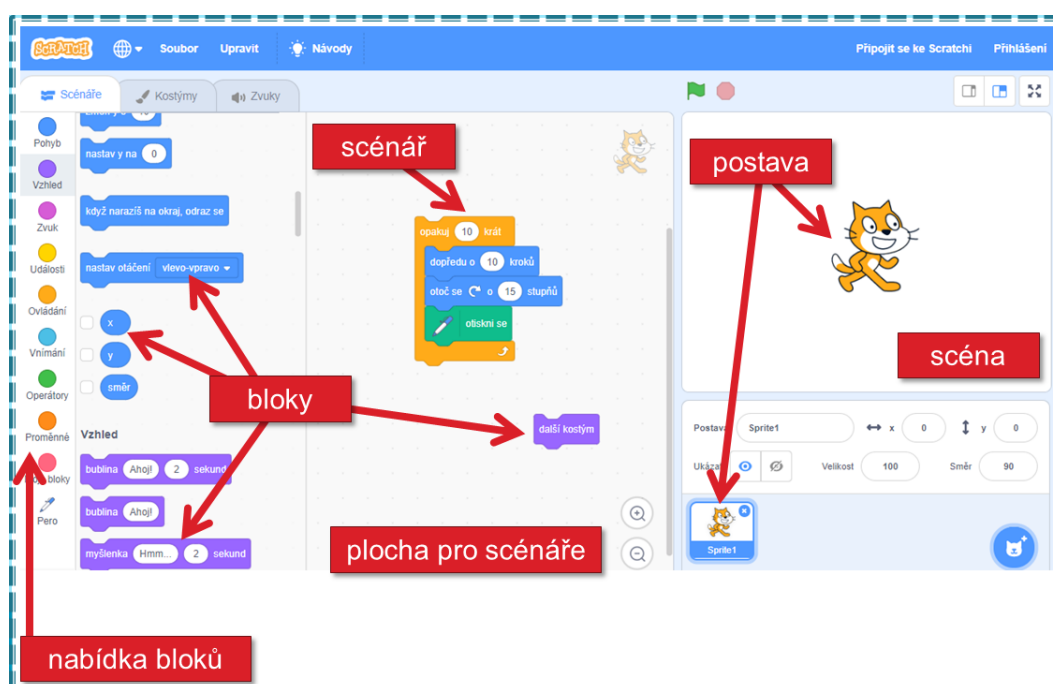 SCRATCH Soubor Upravit Návody Připojit se ke Scratchi Přihlášení
Scénáře Kostýmy Zvuky
Pohyb
Vzhled
Zvuk
Události
Ovládání
Vnímání
Operátory
Proměnné
bloky
Pero
nastav y na 0
když narazíš na okraj, odraz se
nastav otáčení vlevo-vpravo
x
y
směr
Vzhled
bublina Ahoj! 2 sekund
bublina Ahoj!
myšlenka Hmm... 2 sekund
scénář
opakuj 10 krát
dopředu o 10 kroků
otoč se o 15 stupňů
otiskni se
bloky
další kostým
plocha pro scénáře
nabídka bloků
postava
scéna
Postava Sprite1 x 0 y 0
Ukázat Velikost 100 Směr 90
Sprite1